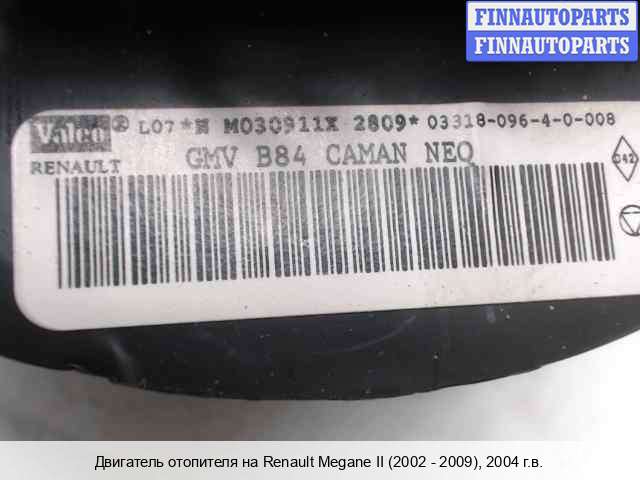 FINNAUTOPARTS
FINNAUTOPARTS
Valeo L07* M030911X 2809* 03318-096-4-0-008
RENAULT GMV B84 CAMAN NEQ
042
Двигатель отопителя на Renault Megane II (2002 - 2009), 2004 г.в.